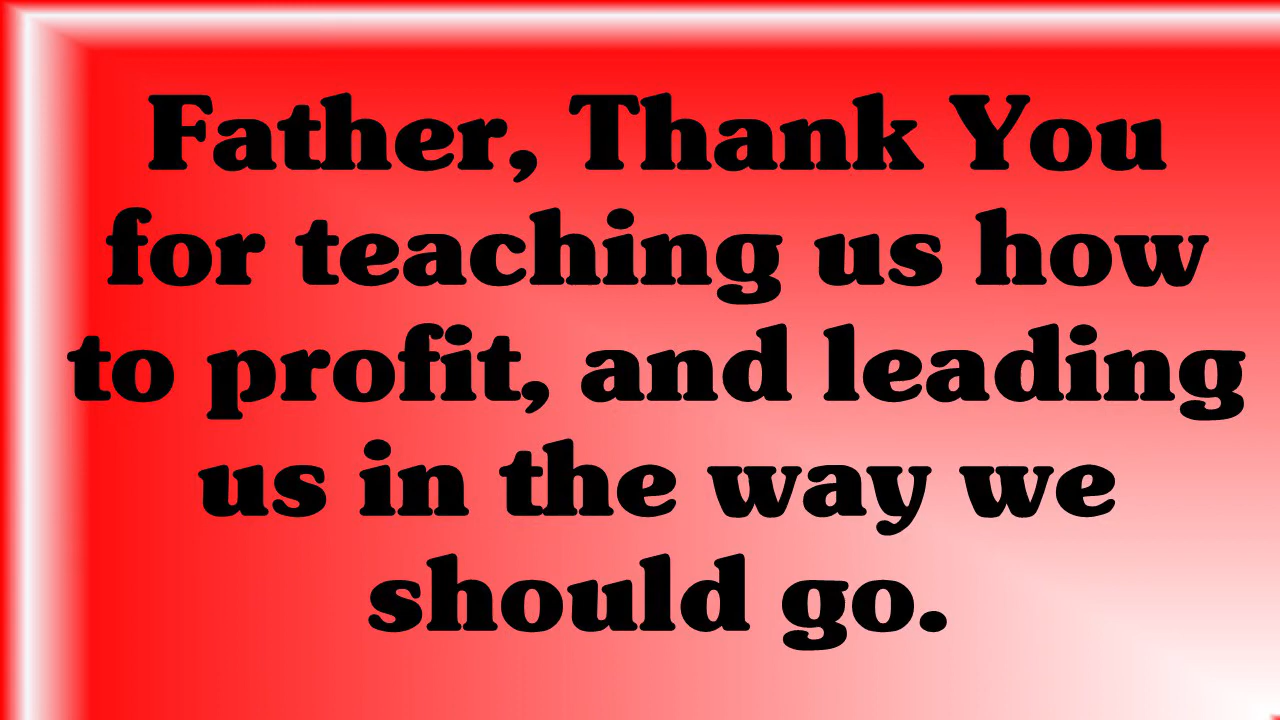 Father, Thank You
for teaching us how
to profit, and leading
us in the way we
should go.